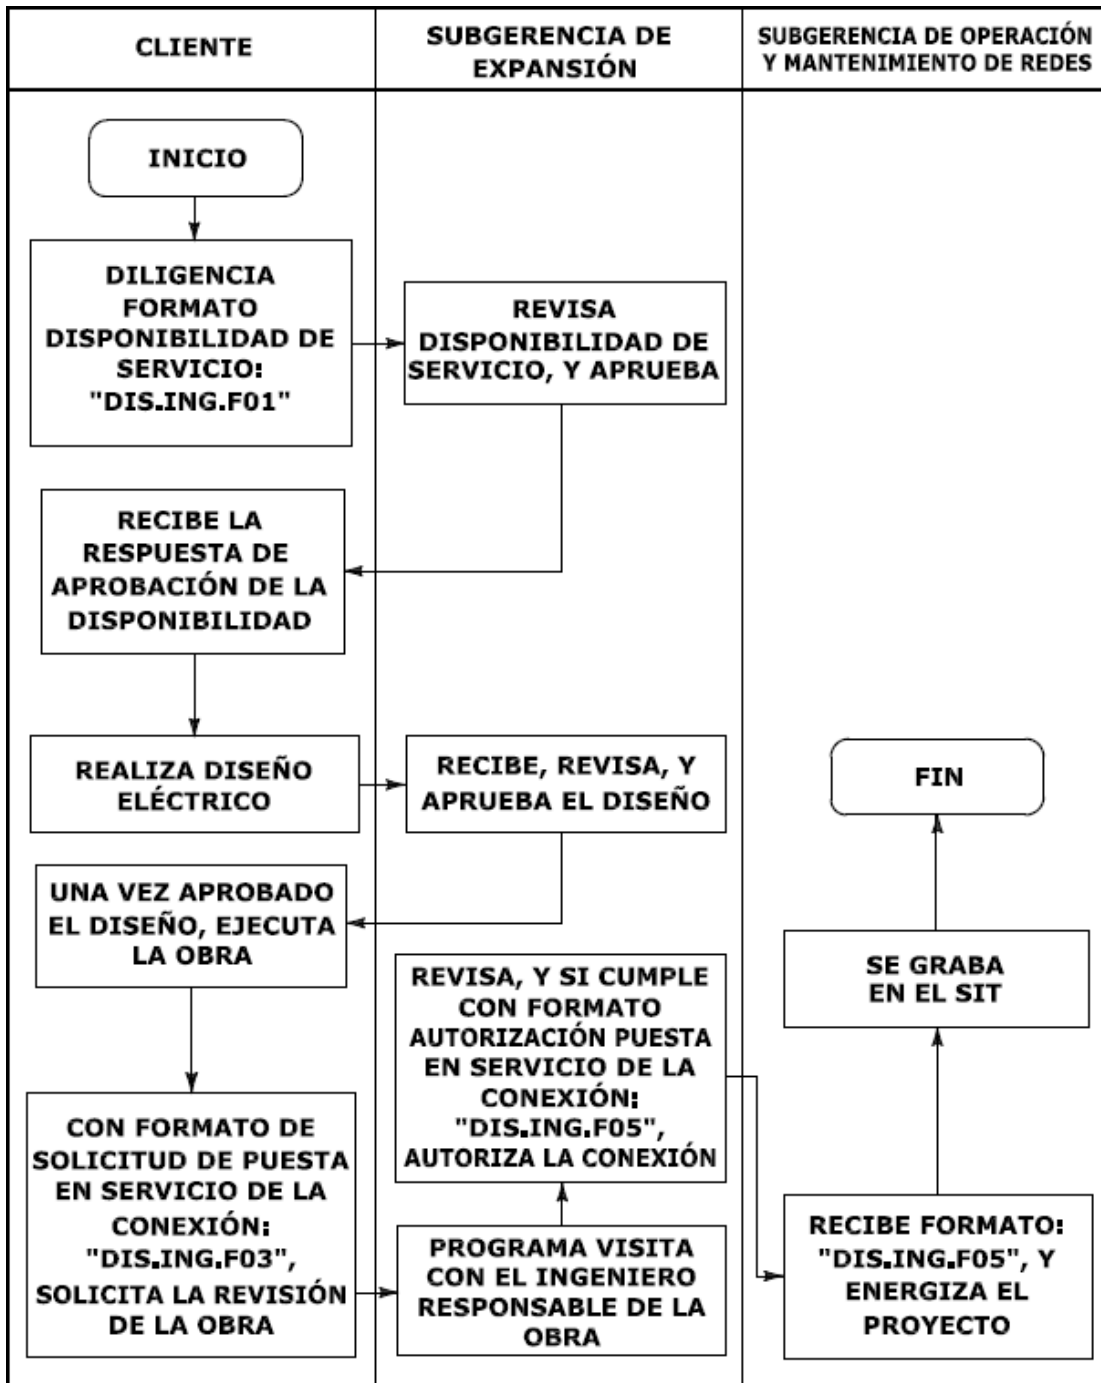 CLIENTE
SUBGERENCIA DE
EXPANSIÓN
SUBGERENCIA DE OPERACIÓN
Y MANTENIMIENTO DE REDES
INICIO
DILIGENCIA
FORMATO
DISPONIBILIDAD DE
SERVICIO:
"DIS.ING.F01"
REVISA
DISPONIBILIDAD DE
SERVICIO, Y APRUEBA
RECIBE LA
RESPUESTA DE
APROBACIÓN DE LA
DISPONIBILIDAD
REALIZA DISEÑO
ELÉCTRICO
RECIBE, REVISA, Y
APRUEBA EL DISEÑO
UNA VEZ APROBADO
EL DISEÑO, EJECUTA
LA OBRA
CON FORMATO DE
SOLICITUD DE PUESTA
EN SERVICIO DE LA
CONEXIÓN:
"DIS.ING.F03",
SOLICITA LA REVISIÓN
DE LA OBRA
PROGRAMA VISITA
CON EL INGENIERO
RESPONSABLE DE LA
OBRA
REVISA, Y SI CUMPLE
CON FORMATO
AUTORIZACIÓN PUESTA
EN SERVICIO DE LA
CONEXIÓN:
"DIS.ING.F05",
AUTORIZA LA CONEXIÓN
RECIBE FORMATO:
"DIS.ING.F05", Y
ENERGIZA EL
PROYECTO
SE GRABA
EN EL SIT
FIN